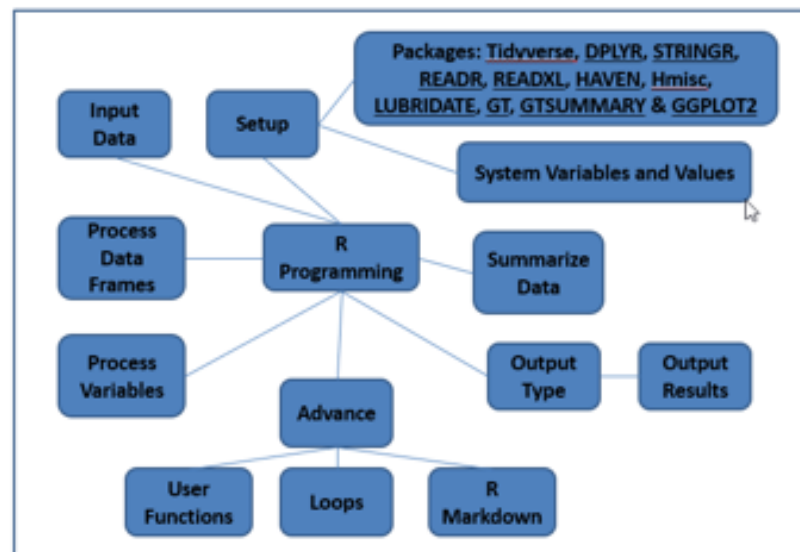 Packages: Tidvverse, DPLYR, STRINGR,
READR, READXL, HAVEN, Hmisc,
LUBRIDATE, GT, GTSUMMARY & GGPLOT2
Input
Data
Setup
System Variables and Values
Process
Data
Frames
R
Programming
Summarize
Data
Process
Variables
Output
Type
Output
Results
Advance
User
Functions
Loops
R
Markdown